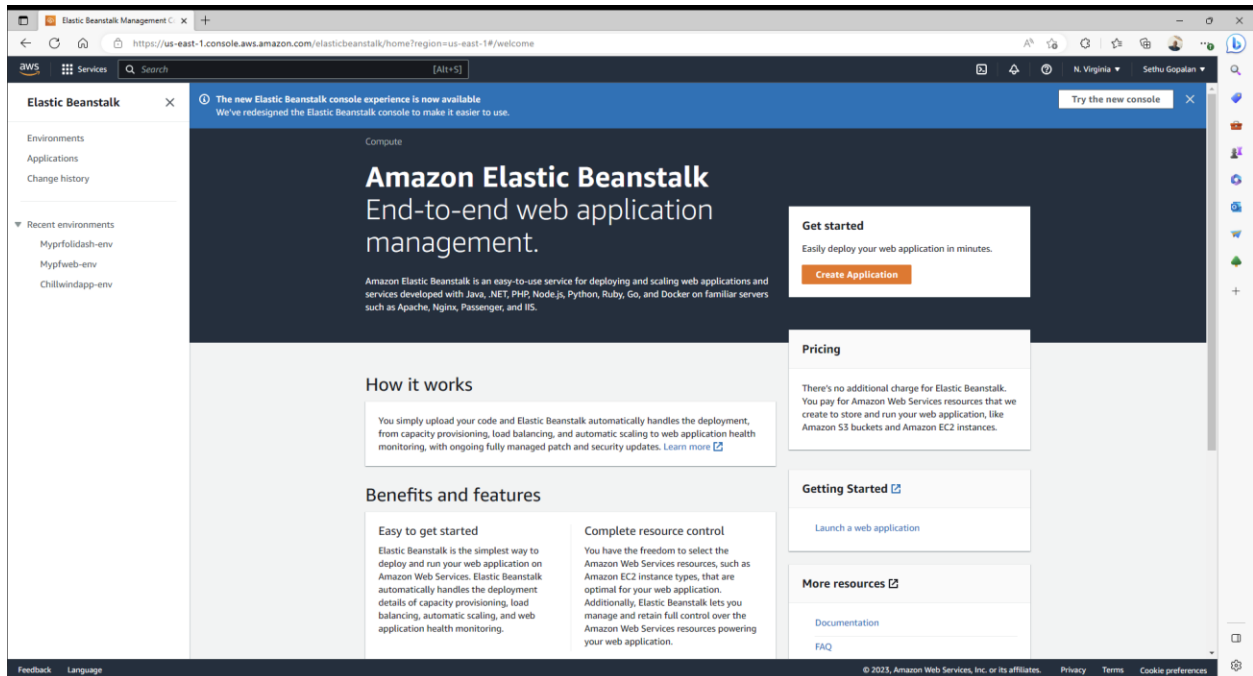 Elastic Beanstalk Management C
https://us-east-1.console.aws.amazon.com/elasticbeanstalk/home?region=us-east-1#/welcome
aws Services Search [Alt+S] N. Virginia Sethu Gopalan
Elastic Beanstalk
Environments
Applications
Change history
Recent environments
Myprfolidash-env
Mypfweb-env
Chillwindapp-env
The new Elastic Beanstalk console experience is now available
We've redesigned the Elastic Beanstalk console to make it easier to use.
Try the new console
Compute
Amazon Elastic Beanstalk
End-to-end web application
management.
Amazon Elastic Beanstalk is an easy-to-use service for deploying and scaling web applications and
services developed with Java, .NET, PHP, Node.js, Python, Ruby, Go, and Docker on familiar servers
such as Apache, Nginx, Passenger, and IIS.
Get started
Easily deploy your web application in minutes.
Create Application
Pricing
There's no additional charge for Elastic Beanstalk.
You pay for Amazon Web Services resources that we
create to store and run your web application, like
Amazon S3 buckets and Amazon EC2 instances.
How it works
You simply upload your code and Elastic Beanstalk automatically handles the deployment,
from capacity provisioning, load balancing, and automatic scaling to web application health
monitoring, with ongoing fully managed patch and security updates. Learn more
Getting Started
Launch a web application
Benefits and features
Easy to get started
Elastic Beanstalk is the simplest way to
deploy and run your web application on
Amazon Web Services. Elastic Beanstalk
automatically handles the deployment
details of capacity provisioning, load
balancing, automatic scaling, and web
application health monitoring.
Complete resource control
You have the freedom to select the
Amazon Web Services resources, such as
Amazon EC2 instance types, that are
optimal for your web application.
Additionally, Elastic Beanstalk lets you
manage and retain full control over the
Amazon Web Services resources powering
your web application.
More resources
Documentation
FAQ
Feedback Language © 2023, Amazon Web Services, Inc. or its affiliates. Privacy Terms Cookie preferences